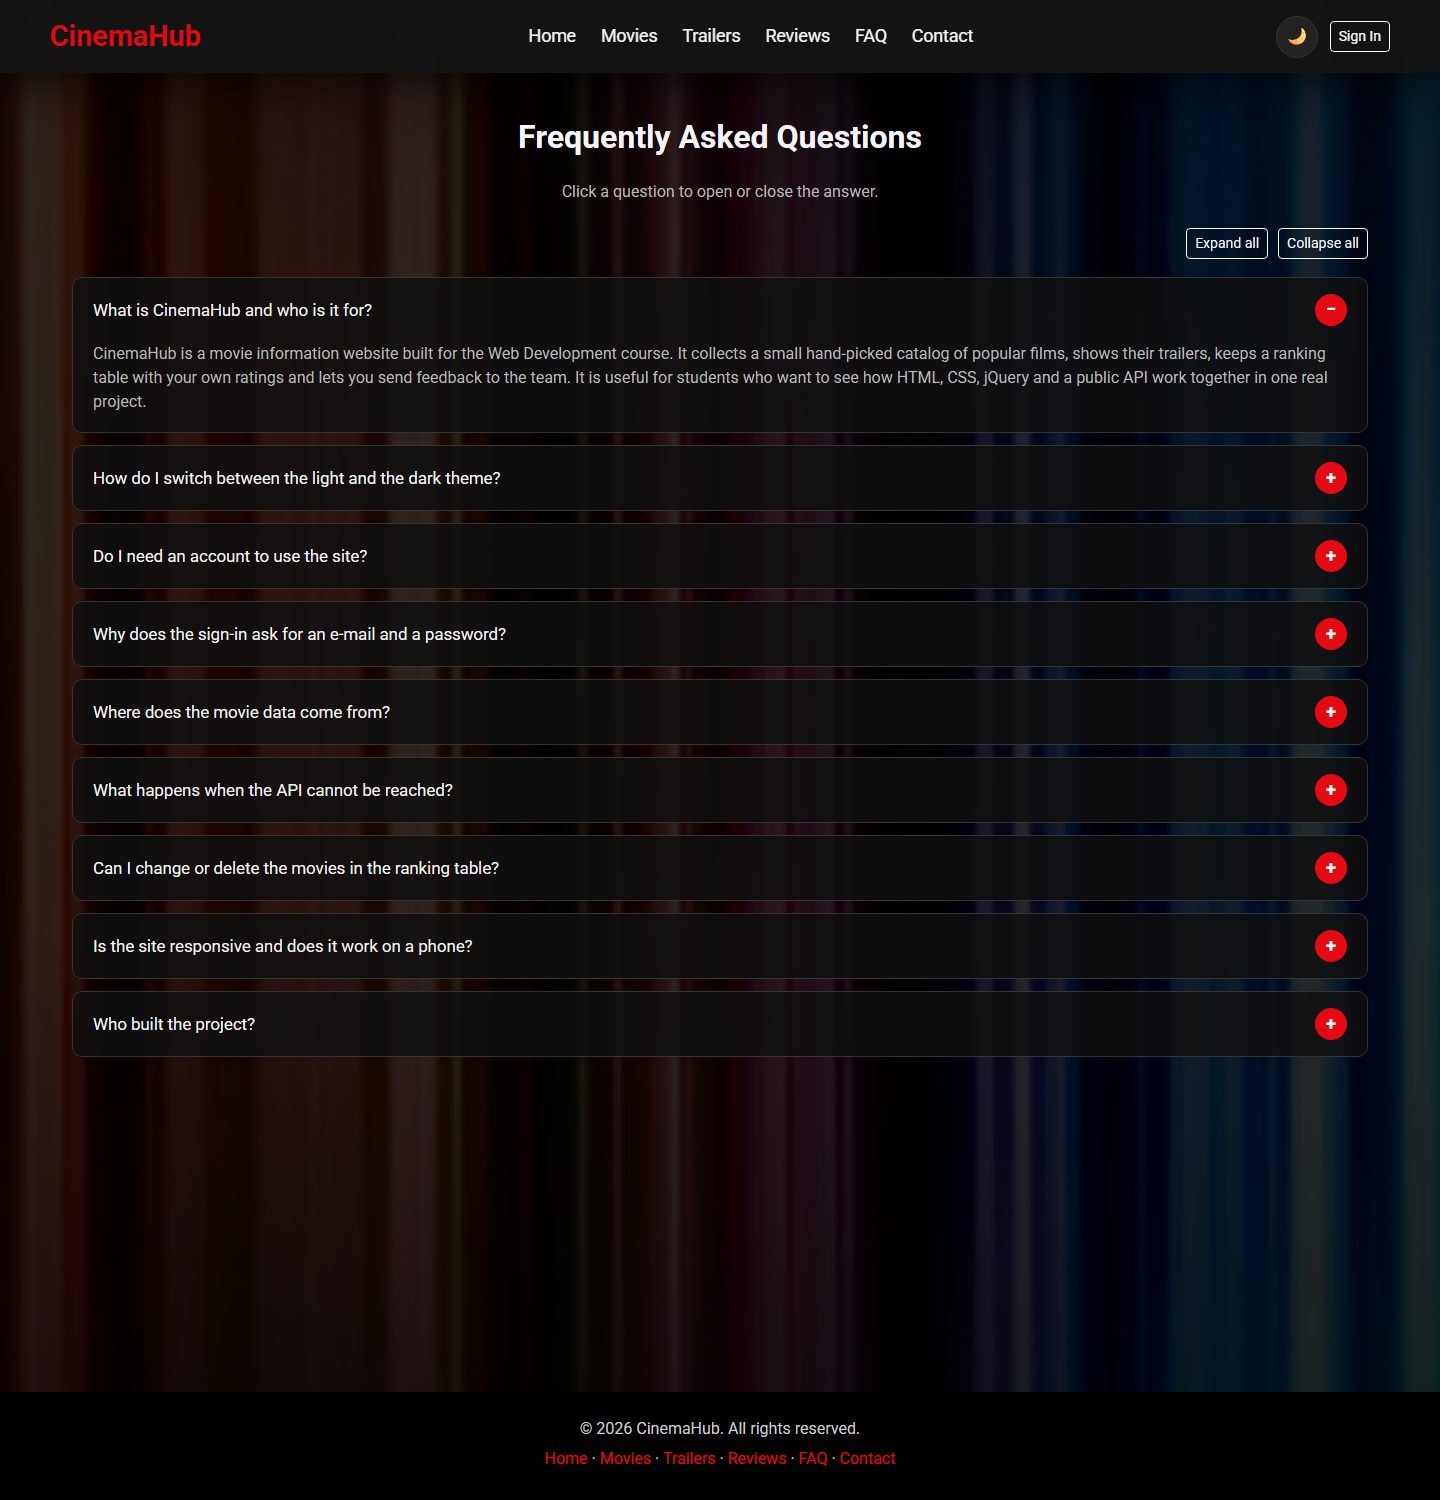 CinemaHub
Home Movies Trailers Reviews FAQ Contact
Sign In
Frequently Asked Questions
Click a question to open or close the answer.
Expand all Collapse all
What is CinemaHub and who is it for?
CinemaHub is a movie information website built for the Web Development course. It collects a small hand-picked catalog of popular films, shows their trailers, keeps a ranking
table with your own ratings and lets you send feedback to the team. It is useful for students who want to see how HTML, CSS, jQuery and a public API work together in one real
project.
How do I switch between the light and the dark theme?
Do I need an account to use the site?
Why does the sign-in ask for an e-mail and a password?
Where does the movie data come from?
What happens when the API cannot be reached?
Can I change or delete the movies in the ranking table?
Is the site responsive and does it work on a phone?
Who built the project?
© 2026 CinemaHub. All rights reserved.
Home · Movies · Trailers · Reviews · FAQ · Contact